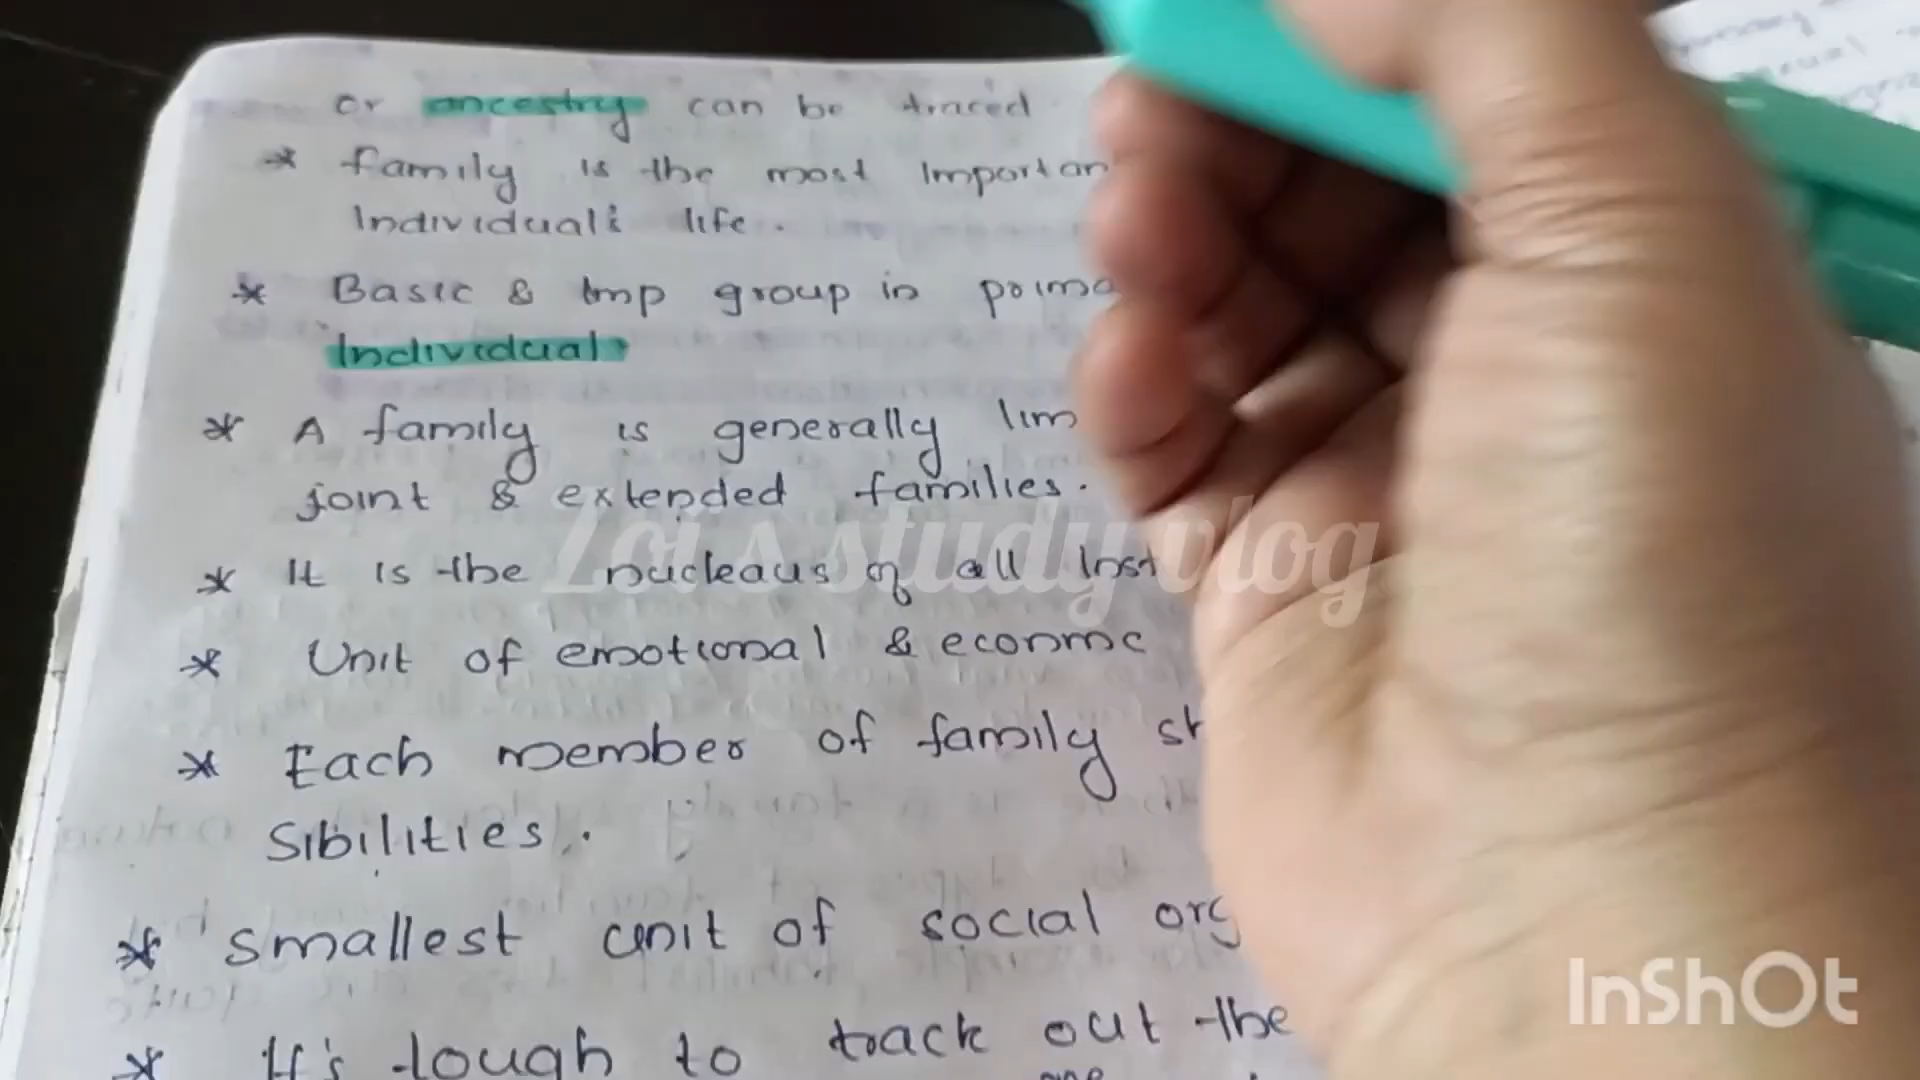 or ancestry can be traced
* family is the most Importan
Individual's life.
* Basic & Imp group in prima
Individual
* A family is generally lim
joint & extended families.
* It is the nucleaus of all Inst
* Unit of emotional & econmc
* Each member of family sh
sibilities.
* smallest unit of social org
* It's tough to track out the
Zoi's study vlog
InShOt